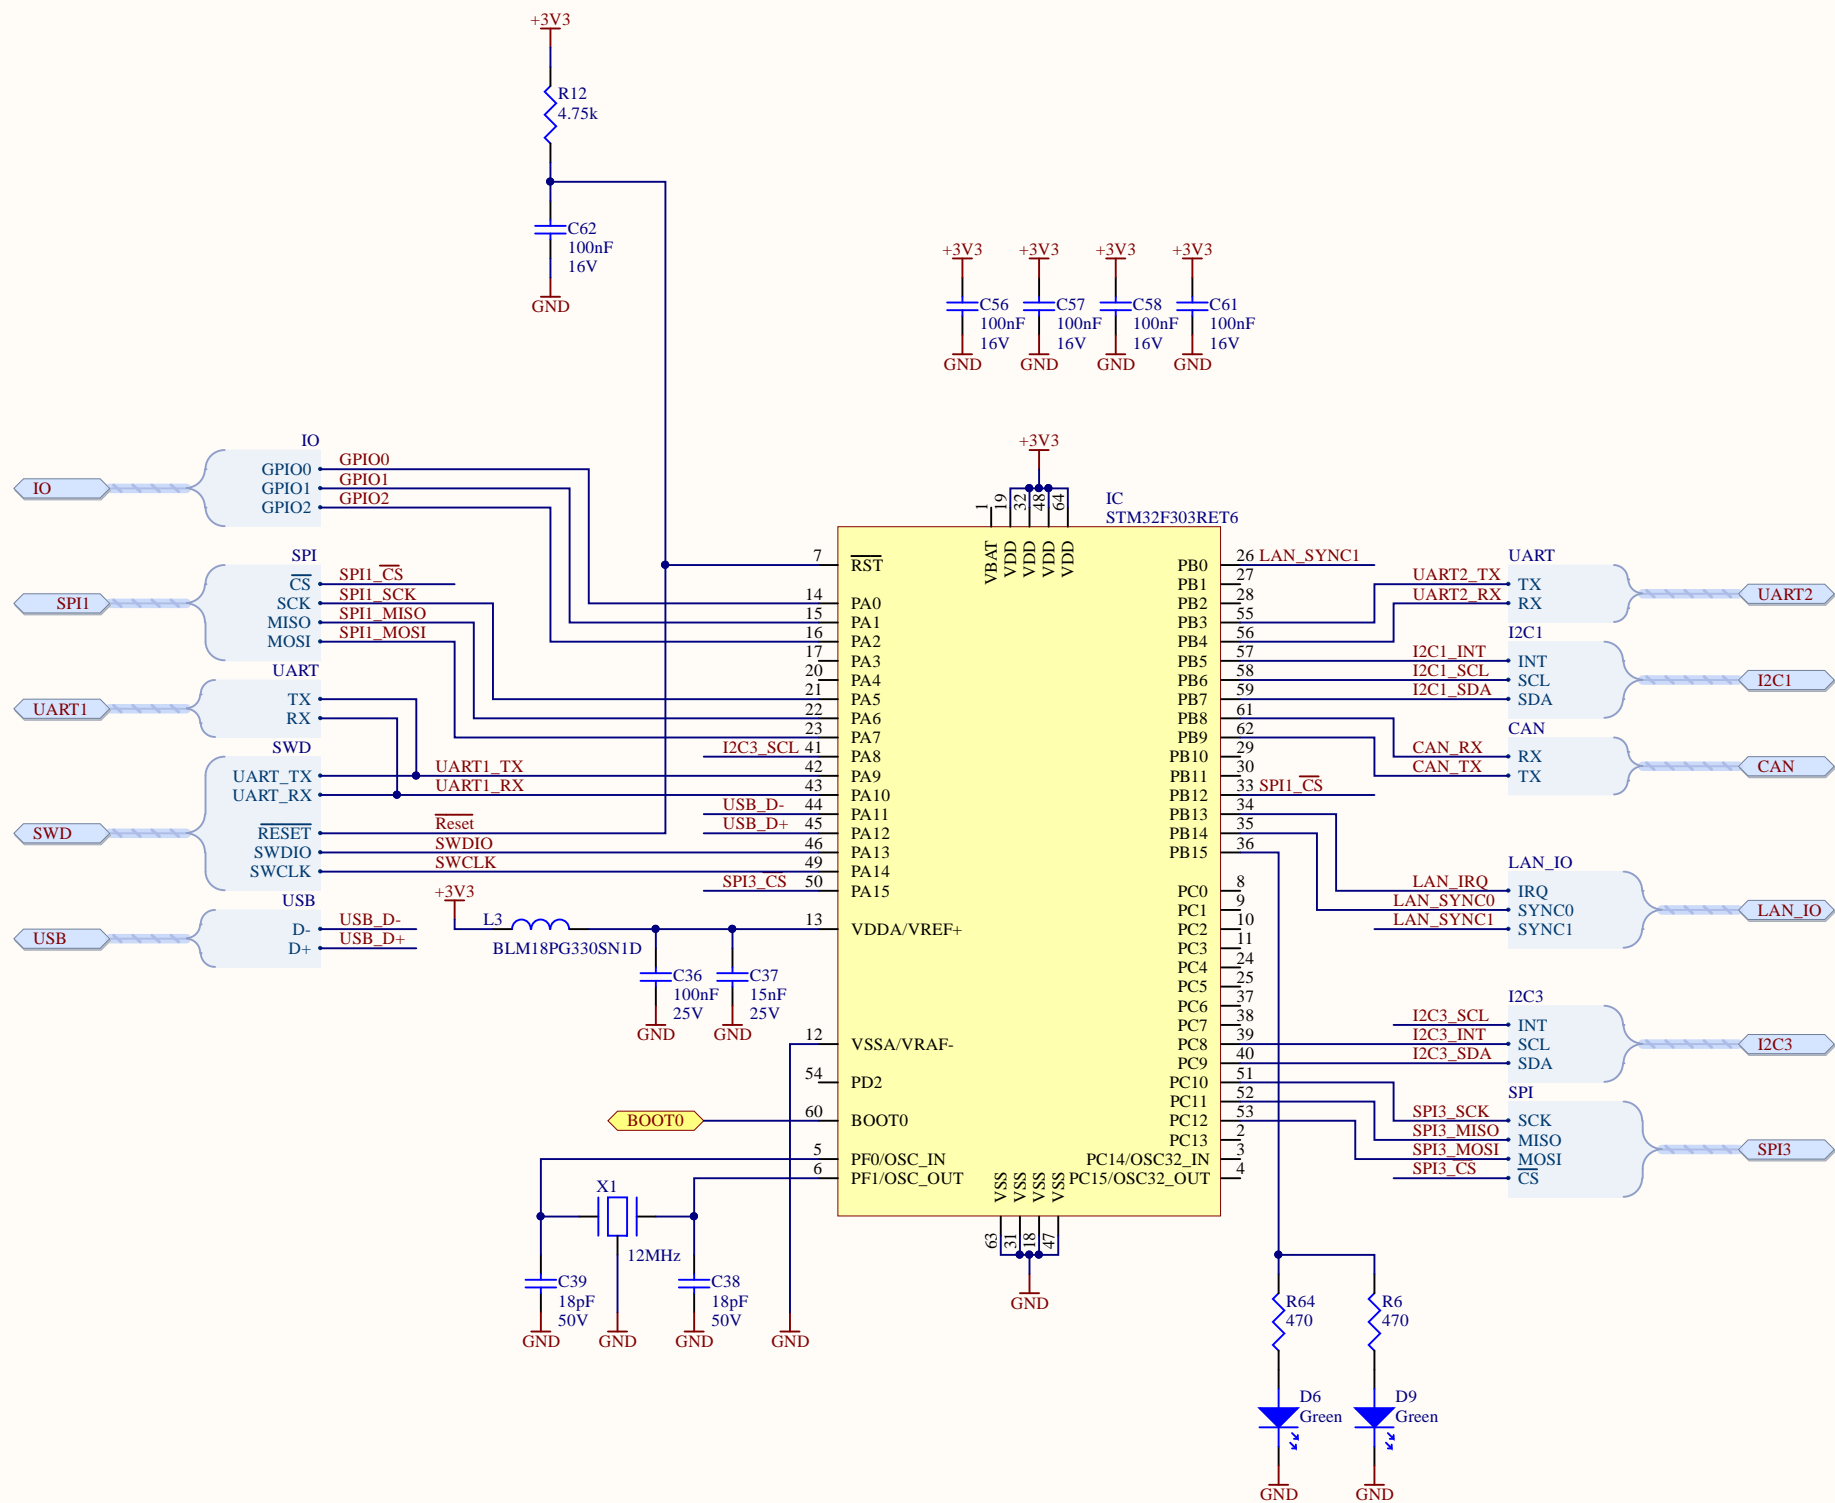 +3V3
R12
4.75k
C62
100nF
16V
GND
+3V3
C56
100nF
16V
GND
+3V3
C57
100nF
16V
GND
+3V3
C58
100nF
16V
GND
+3V3
C61
100nF
16V
GND
IO
IO
GPIO0
GPIO1
GPIO2
GPIO0
GPIO1
GPIO2
SPI
SPI1
CS
SCK
MISO
MOSI
SPI1_CS
SPI1_SCK
SPI1_MISO
SPI1_MOSI
UART
UART1
TX
RX
SWD
SWD
UART_TX
UART_RX
RESET
SWDIO
SWCLK
UART1_TX
UART1_RX
Reset
SWDIO
SWCLK
USB
USB
D-
D+
USB_D-
USB_D+
+3V3
L3
BLM18PG330SN1D
C36
100nF
25V
GND
C37
15nF
25V
GND
BOOT0
X1
12MHz
C39
18pF
50V
GND
GND
C38
18pF
50V
GND
GND
+3V3
IC
STM32F303RET6
1 VBAT
19 VDD
32 VDD
48 VDD
64 VDD
7 RST
14 PA0
15 PA1
16 PA2
17 PA3
20 PA4
21 PA5
22 PA6
23 PA7
I2C3_SCL 41 PA8
42 PA9
43 PA10
USB_D- 44 PA11
USB_D+ 45 PA12
46 PA13
49 PA14
SPI3_CS 50 PA15
13 VDDA/VREF+
12 VSSA/VRAF-
54 PD2
60 BOOT0
5 PF0/OSC_IN
6 PF1/OSC_OUT
PB0 26 LAN_SYNC1
PB1 27
PB2 28
PB3 55
PB4 56
PB5 57
PB6 58
PB7 59
PB8 61
PB9 62
PB10 29
PB11 30
PB12 33 SPI1_CS
PB13 34
PB14 35
PB15 36
PC0 8
PC1 9
PC2 10
PC3 11
PC4 24
PC5 25
PC6 37
PC7 38
PC8 39
PC9 40
PC10 51
PC11 52
PC12 53
PC13 2
PC14/OSC32_IN 3
PC15/OSC32_OUT 4
VSS 63
VSS 31
VSS 18
VSS 47
GND
UART
UART2_TX TX
UART2_RX RX
UART2
I2C1
I2C1_INT INT
I2C1_SCL SCL
I2C1_SDA SDA
I2C1
CAN
CAN_RX RX
CAN_TX TX
CAN
LAN_IO
LAN_IRQ IRQ
LAN_SYNC0 SYNC0
LAN_SYNC1 SYNC1
LAN_IO
I2C3
I2C3_SCL INT
I2C3_INT SCL
I2C3_SDA SDA
I2C3
SPI
SPI3_SCK SCK
SPI3_MISO MISO
SPI3_MOSI MOSI
SPI3_CS CS
SPI3
R64
470
R6
470
D6
Green
D9
Green
GND
GND